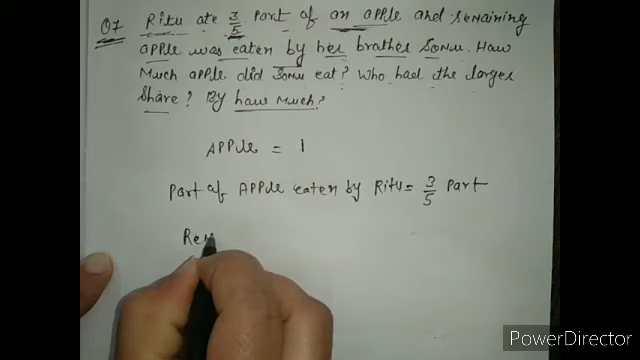 Q7 Ritu ate 3/5 part of an apple and remaining
apple was eaten by her brother Sonu. How
Much apple did Sonu eat? Who had the larger
Share? By how Much?
Apple = 1
Part of Apple eaten by Ritu = 3/5 Part
Rem
PowerDirector